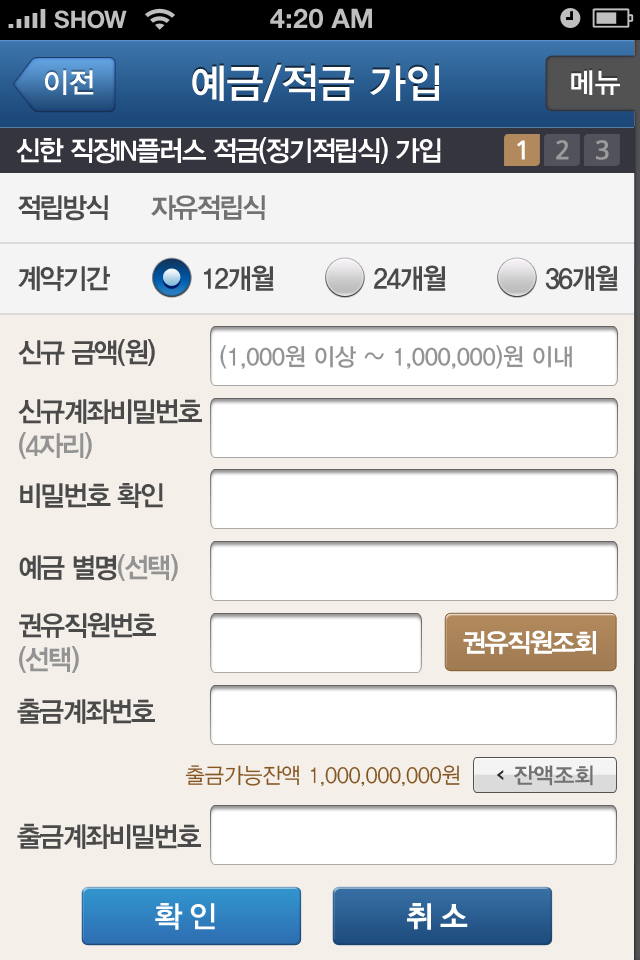 SHOW 4:20 AM
이전 예금/적금 가입 메뉴
신한 직장IN플러스 적금(정기적립식) 가입 1 2 3
적립방식 자유적립식
계약기간 12개월 24개월 36개월
신규 금액(원) (1,000원 이상 ~ 1,000,000)원 이내
신규계좌비밀번호
(4자리)
비밀번호 확인
예금 별명(선택)
권유직원번호
(선택) 권유직원조회
출금계좌번호
출금가능잔액 1,000,000,000원 < 잔액조회
출금계좌비밀번호
확인 취소